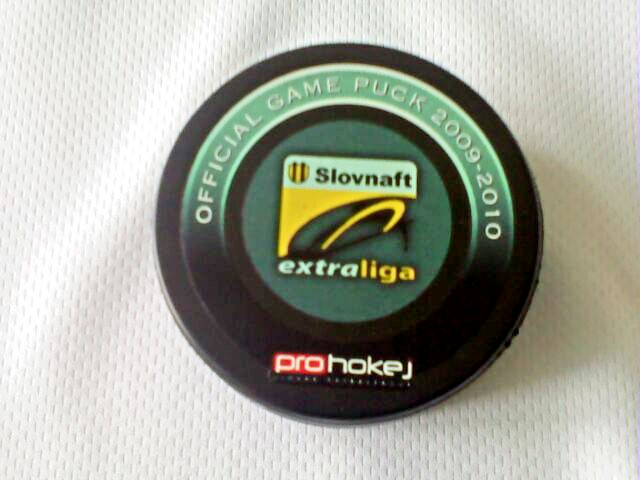 OFFICIAL GAME PUCK 2009-2010
Slovnaft
extraliga
prohokej